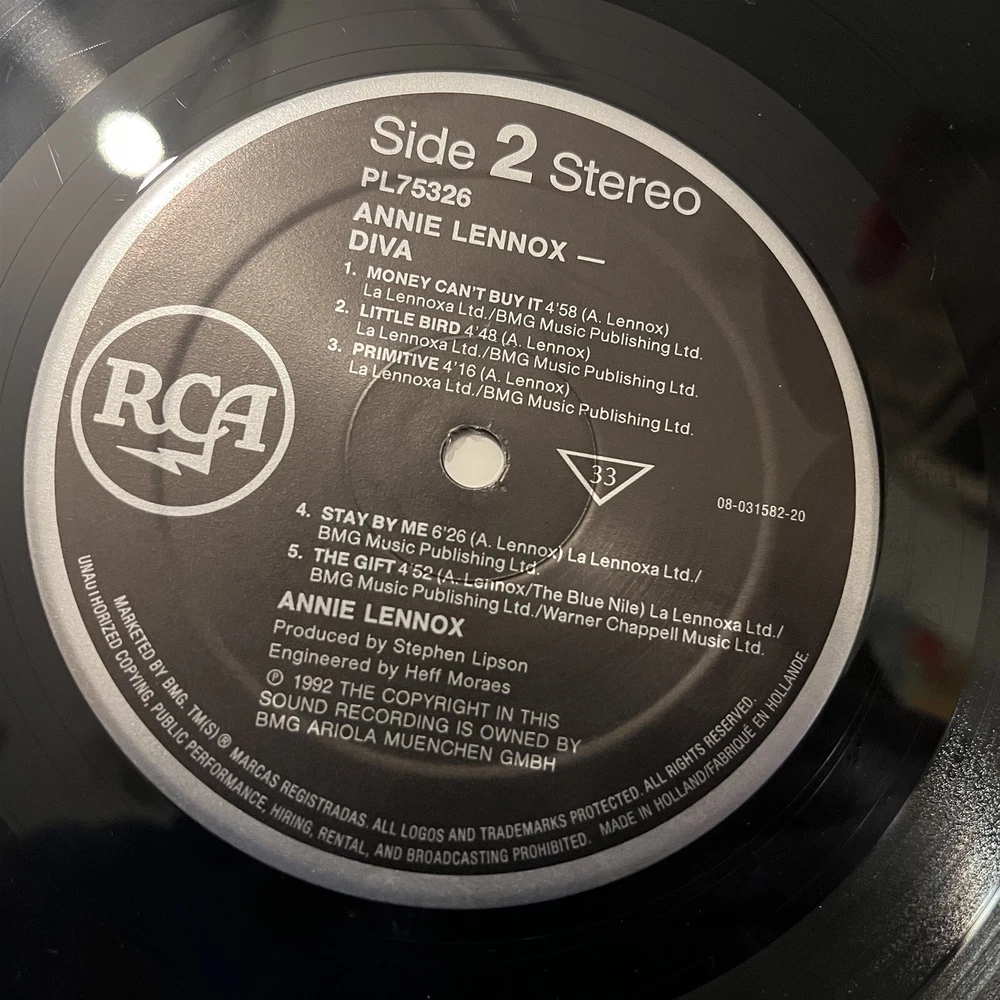 Side 2 Stereo
PL75326
ANNIE LENNOX —
DIVA
1. MONEY CAN'T BUY IT 4'58 (A. Lennox)
La Lennoxa Ltd./BMG Music Publishing Ltd.
2. LITTLE BIRD 4'48 (A. Lennox)
La Lennoxa Ltd./BMG Music Publishing Ltd.
3. PRIMITIVE 4'16 (A. Lennox)
La Lennoxa Ltd./BMG Music Publishing Ltd.
RCA
33
08-031582-20
4. STAY BY ME 6'26 (A. Lennox) La Lennoxa Ltd./
BMG Music Publishing Ltd.
5. THE GIFT 4'52 (A. Lennox/The Blue Nile) La Lennoxa Ltd./
BMG Music Publishing Ltd./Warner Chappell Music Ltd.
ANNIE LENNOX
Produced by Stephen Lipson
Engineered by Heff Moraes
℗ 1992 THE COPYRIGHT IN THIS
SOUND RECORDING IS OWNED BY
BMG ARIOLA MUENCHEN GMBH
MARKETED BY BMG. TM(S) ® MARCAS REGISTRADAS. ALL LOGOS AND TRADEMARKS PROTECTED. ALL RIGHTS RESERVED.
UNAUTHORIZED COPYING, PUBLIC PERFORMANCE, HIRING, RENTAL, AND BROADCASTING PROHIBITED. MADE IN HOLLAND/FABRIQUÉ EN HOLLANDE.